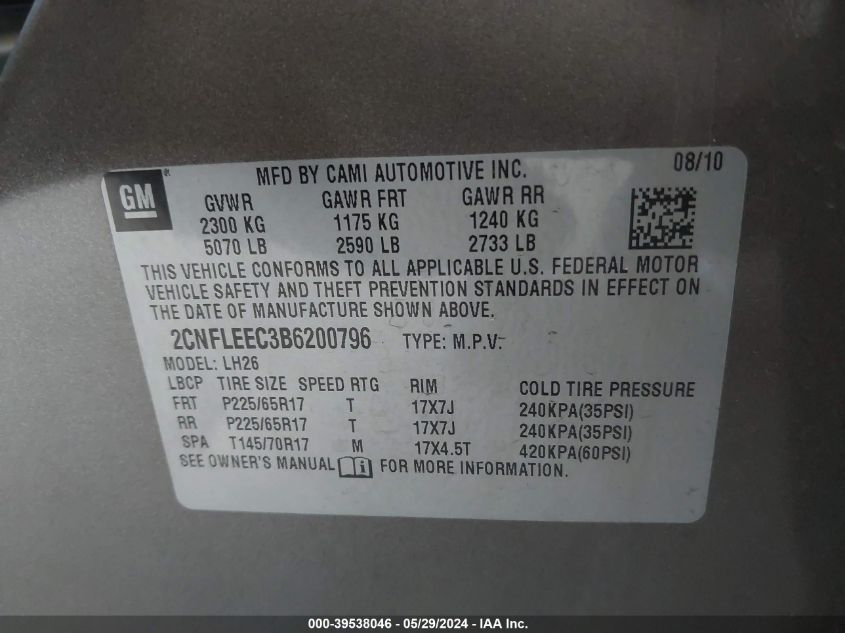 GM
MFD BY CAMI AUTOMOTIVE INC. 08/10
GVWR GAWR FRT GAWR RR
2300 KG 1175 KG 1240 KG
5070 LB 2590 LB 2733 LB
THIS VEHICLE CONFORMS TO ALL APPLICABLE U.S. FEDERAL MOTOR
VEHICLE SAFETY AND THEFT PREVENTION STANDARDS IN EFFECT ON
THE DATE OF MANUFACTURE SHOWN ABOVE.
2CNFLEEC3B6200796 TYPE: M.P.V.
MODEL: LH26
LBCP TIRE SIZE SPEED RTG RIM COLD TIRE PRESSURE
FRT P225/65R17 T 17X7J 240KPA(35PSI)
RR P225/65R17 T 17X7J 240KPA(35PSI)
SPA T145/70R17 M 17X4.5T 420KPA(60PSI)
SEE OWNER'S MANUAL FOR MORE INFORMATION.
000-39538046 - 05/29/2024 - IAA Inc.